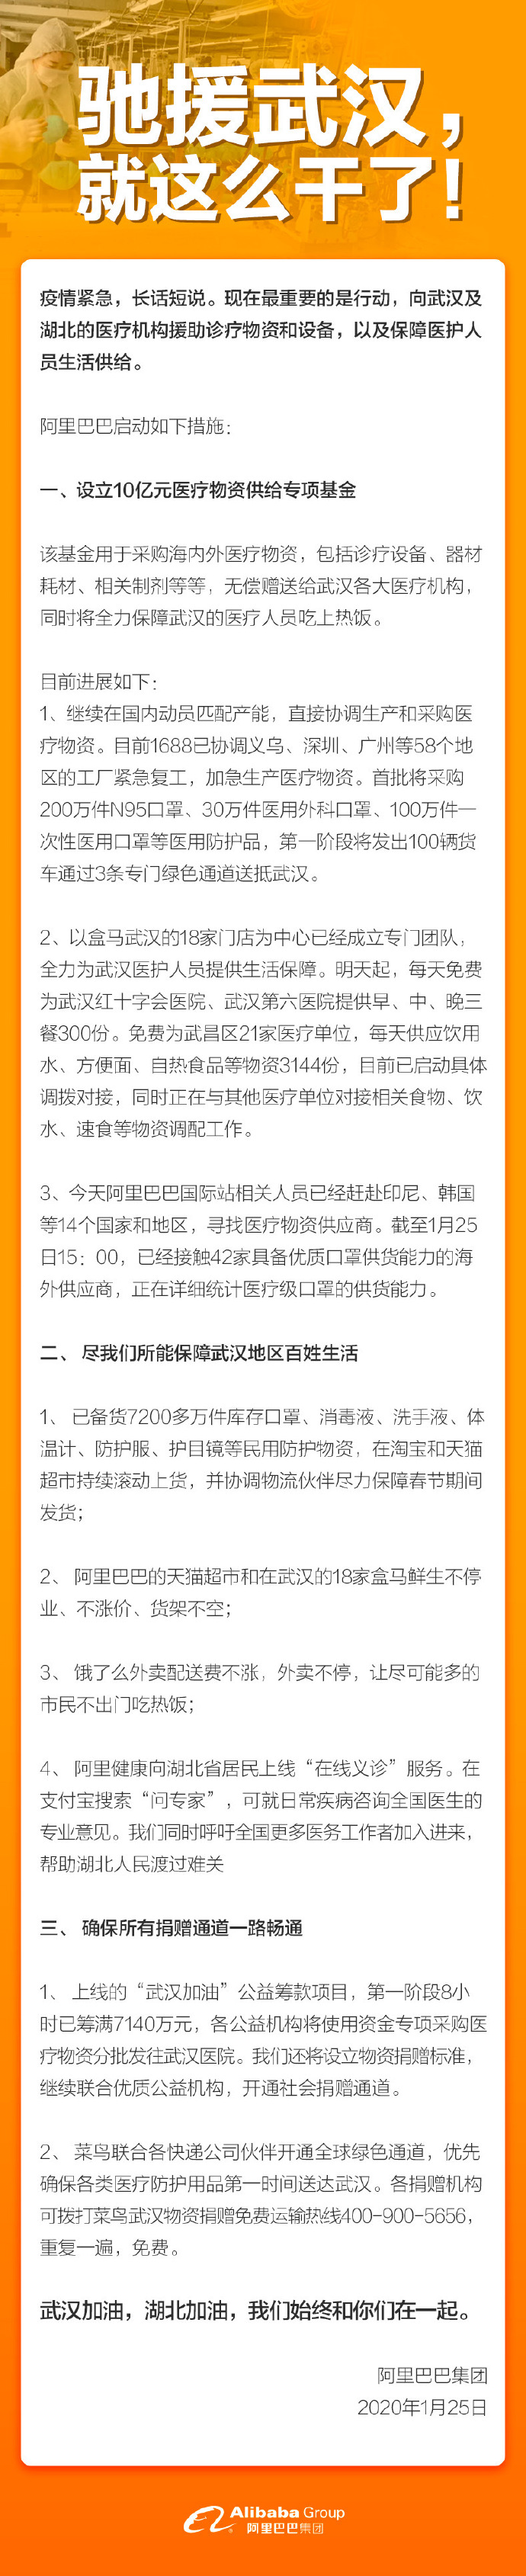 驰援武汉，
就这么干了！
疫情紧急，长话短说。现在最重要的是行动，向武汉及
湖北的医疗机构援助诊疗物资和设备，以及保障医护人
员生活供给。
阿里巴巴启动如下措施：
一、设立10亿元医疗物资供给专项基金
该基金用于采购海内外医疗物资，包括诊疗设备、器材
耗材、相关制剂等等，无偿赠送给武汉各大医疗机构，
同时将全力保障武汉的医疗人员吃上热饭。
目前进展如下：
1、继续在国内动员匹配产能，直接协调生产和采购医
疗物资。目前1688已协调义乌、深圳、广州等58个地
区的工厂紧急复工，加急生产医疗物资。首批将采购
200万件N95口罩、30万件医用外科口罩、100万件一
次性医用口罩等医用防护品，第一阶段将发出100辆货
车通过3条专门绿色通道送抵武汉。
2、以盒马武汉的18家门店为中心已经成立专门团队，
全力为武汉医护人员提供生活保障。明天起，每天免费
为武汉红十字会医院、武汉第六医院提供早、中、晚三
餐300份。免费为武昌区21家医疗单位，每天供应饮用
水、方便面、自热食品等物资3144份，目前已启动具体
调拨对接，同时正在与其他医疗单位对接相关食物、饮
水、速食等物资调配工作。
3、今天阿里巴巴国际站相关人员已经赶赴印尼、韩国
等14个国家和地区，寻找医疗物资供应商。截至1月25
日15：00，已经接触42家具备优质口罩供货能力的海
外供应商，正在详细统计医疗级口罩的供货能力。
二、 尽我们所能保障武汉地区百姓生活
1、 已备货7200多万件库存口罩、消毒液、洗手液、体
温计、防护服、护目镜等民用防护物资，在淘宝和天猫
超市持续滚动上货，并协调物流伙伴尽力保障春节期间
发货；
2、 阿里巴巴的天猫超市和在武汉的18家盒马鲜生不停
业、不涨价、货架不空；
3、 饿了么外卖配送费不涨，外卖不停，让尽可能多的
市民不出门吃热饭；
4、 阿里健康向湖北省居民上线“在线义诊”服务。在
支付宝搜索“问专家”，可就日常疾病咨询全国医生的
专业意见。我们同时呼吁全国更多医务工作者加入进来，
帮助湖北人民渡过难关
三、 确保所有捐赠通道一路畅通
1、 上线的“武汉加油”公益筹款项目，第一阶段8小
时已筹满7140万元，各公益机构将使用资金专项采购医
疗物资分批发往武汉医院。我们还将设立物资捐赠标准，
继续联合优质公益机构，开通社会捐赠通道。
2、 菜鸟联合各快递公司伙伴开通全球绿色通道，优先
确保各类医疗防护用品第一时间送达武汉。各捐赠机构
可拨打菜鸟武汉物资捐赠免费运输热线400-900-5656，
重复一遍，免费。
武汉加油，湖北加油，我们始终和你们在一起。
阿里巴巴集团
2020年1月25日
Alibaba Group
阿里巴巴集团